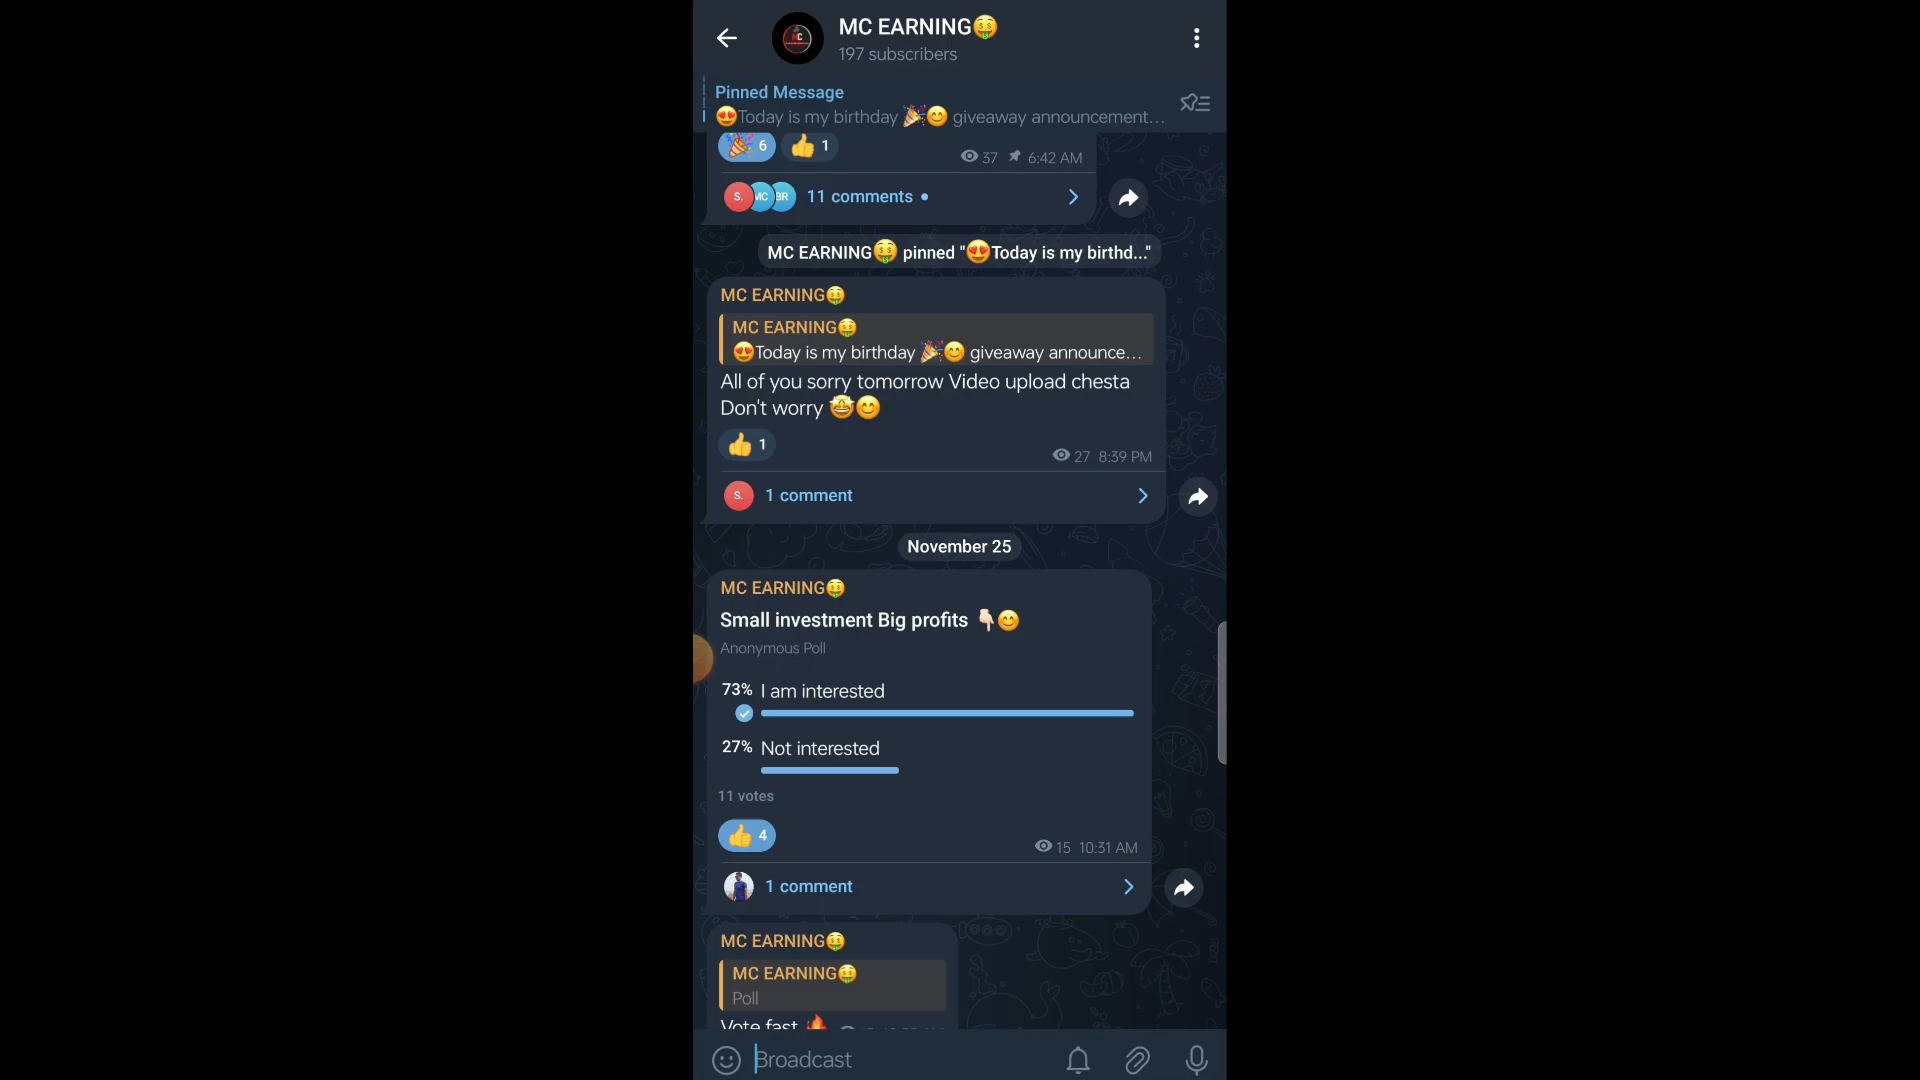 MC EARNING🤑
197 subscribers
Pinned Message
😍Today is my birthday 🎉😊 giveaway announcement...
🎉 6 👍 1
37 6:42 AM
S. MC BR 11 comments
MC EARNING🤑 pinned "😍Today is my birthd..."
MC EARNING🤑
MC EARNING🤑
😍Today is my birthday 🎉😊 giveaway announce...
All of you sorry tomorrow Video upload chesta
Don't worry 🤩😊
👍 1
27 8:39 PM
S. 1 comment
November 25
MC EARNING🤑
Small investment Big profits 👇🏻😊
Anonymous Poll
73% I am interested
27% Not interested
11 votes
👍 4
15 10:31 AM
1 comment
MC EARNING🤑
MC EARNING🤑
Poll
Vote fast 🔥
Broadcast